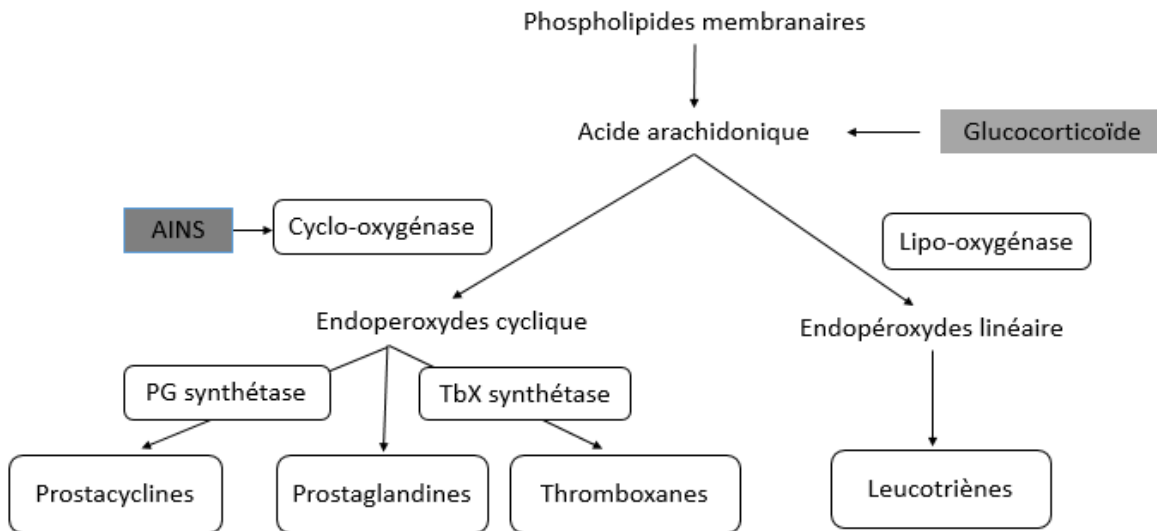 Phospholipides membranaires
Acide arachidonique
Glucocorticoïde
AINS
Cyclo-oxygénase
Lipo-oxygénase
Endoperoxydes cyclique
Endopéroxydes linéaire
PG synthétase
TbX synthétase
Prostacyclines
Prostaglandines
Thromboxanes
Leucotriènes